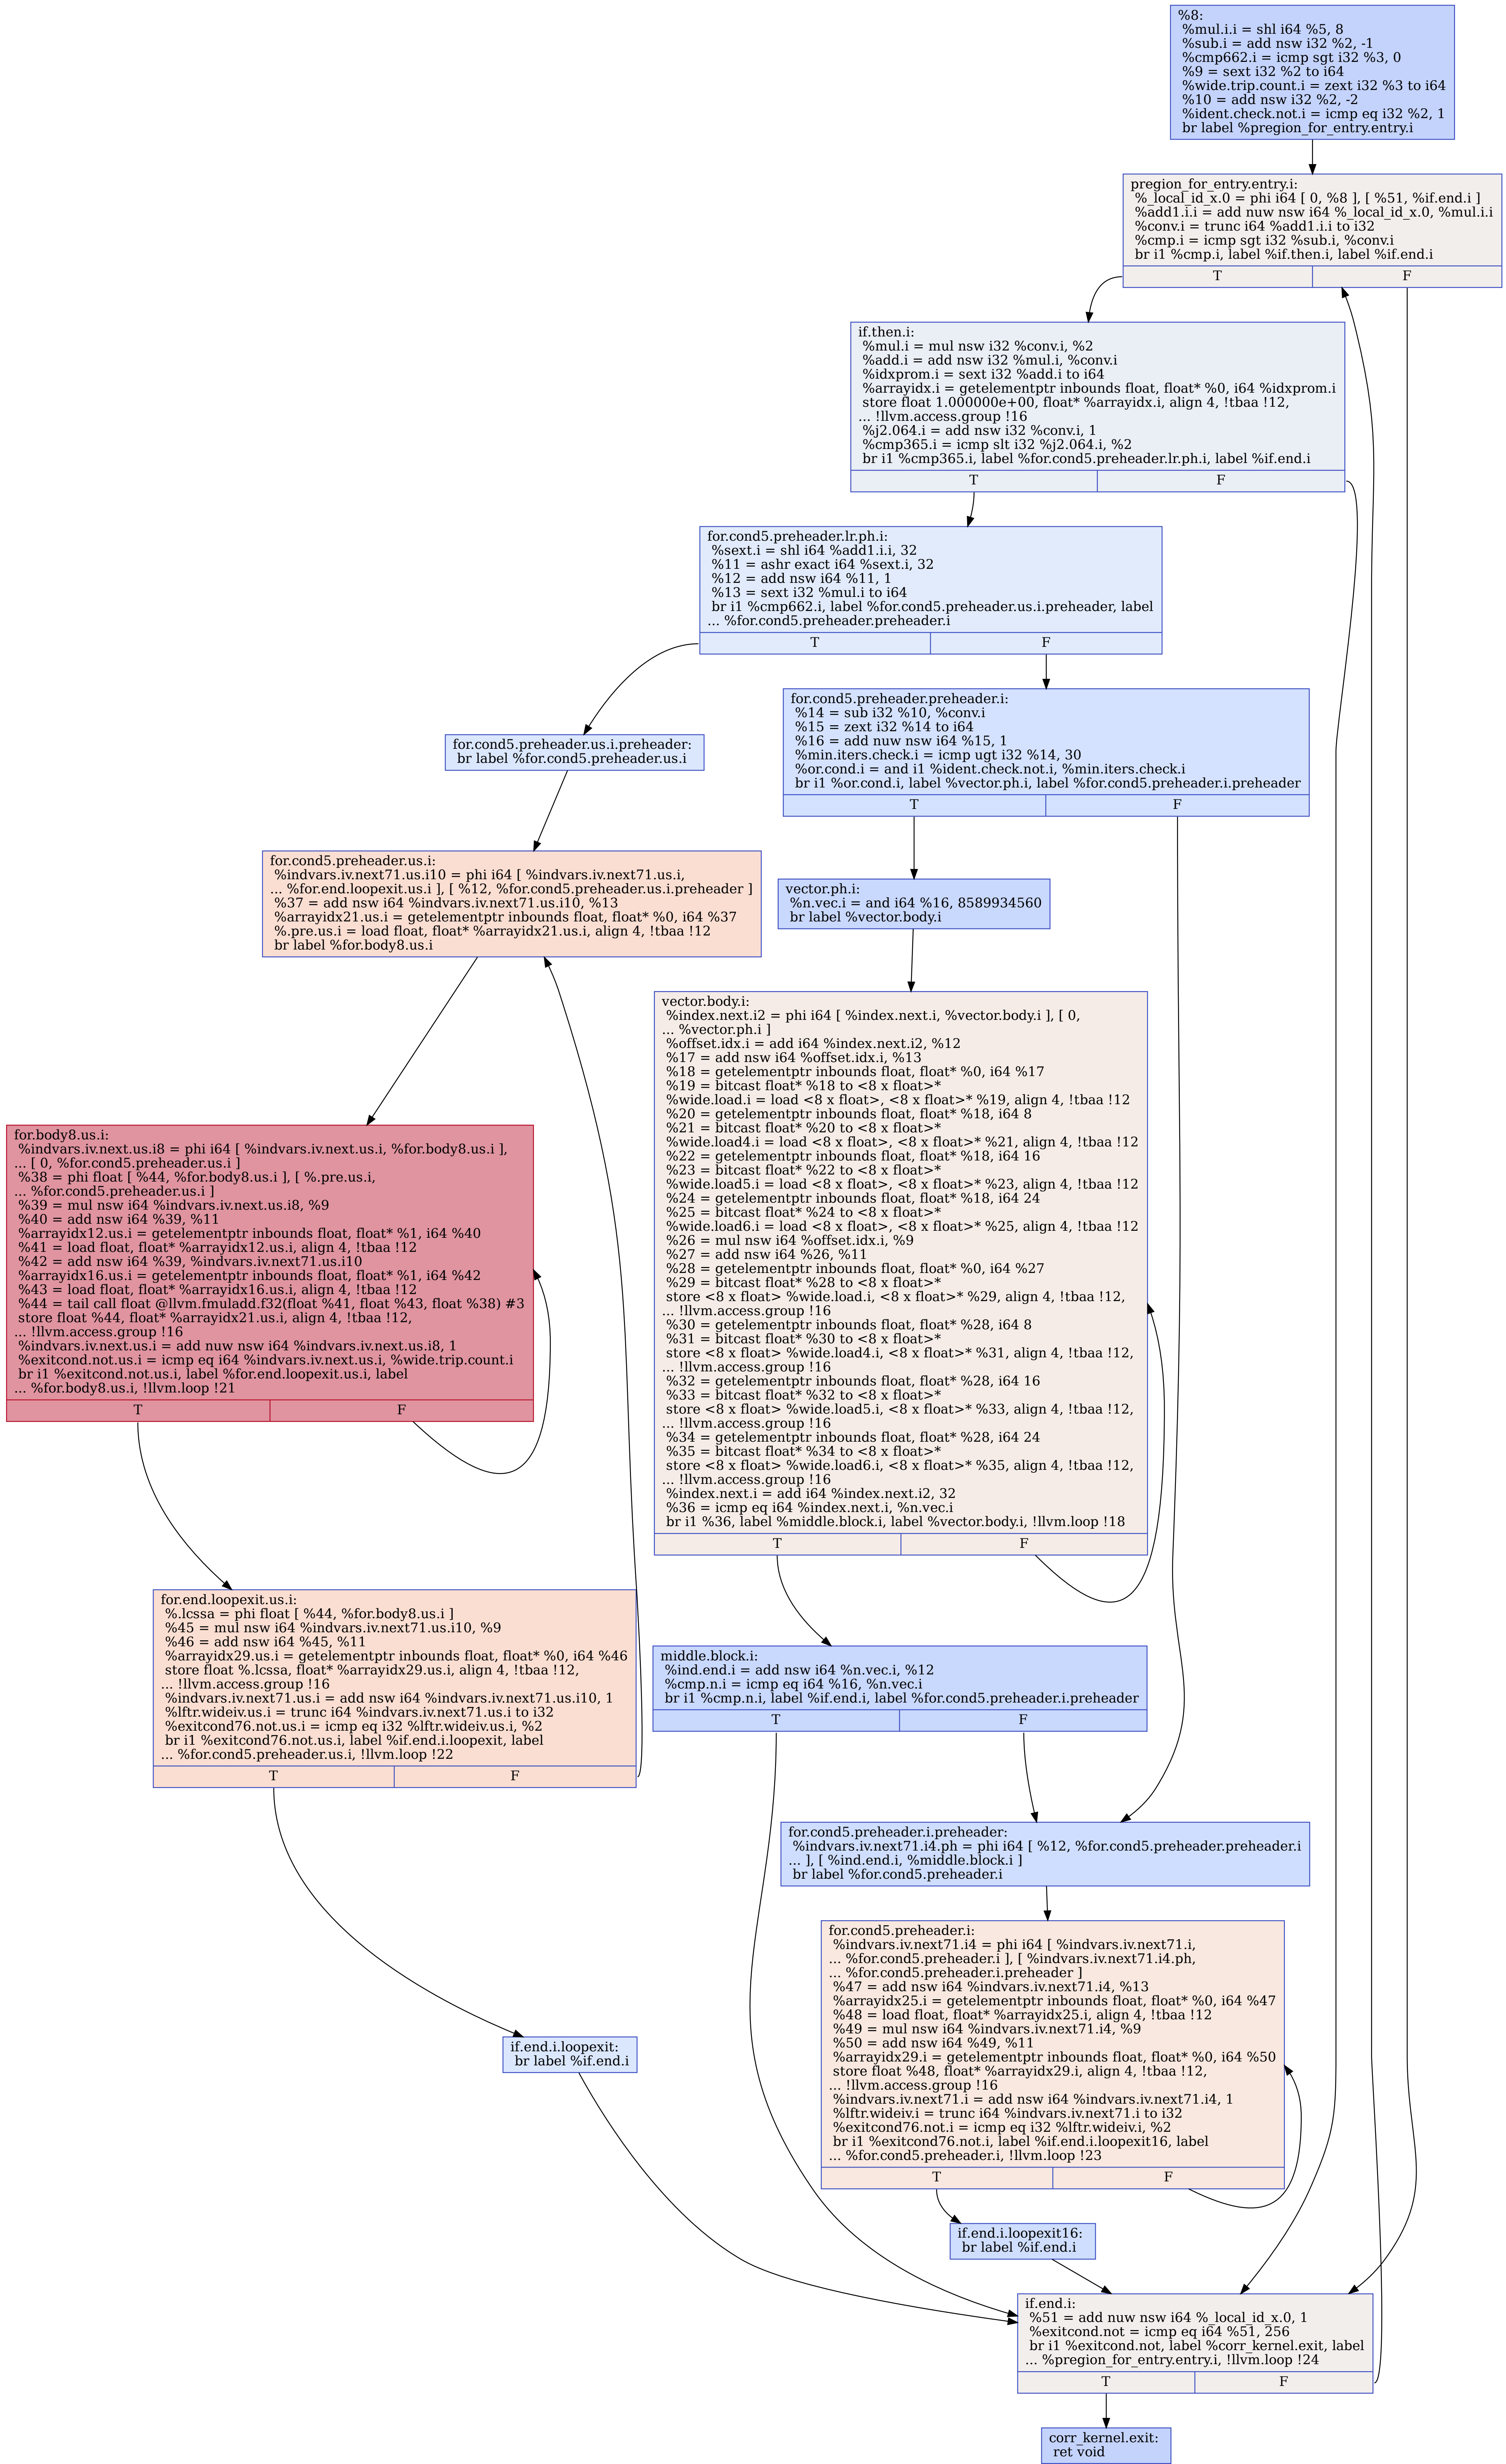 %8:
%mul.i.i = shl i64 %5, 8
%sub.i = add nsw i32 %2, -1
%cmp662.i = icmp sgt i32 %3, 0
%9 = sext i32 %2 to i64
%wide.trip.count.i = zext i32 %3 to i64
%10 = add nsw i32 %2, -2
%ident.check.not.i = icmp eq i32 %2, 1
br label %pregion_for_entry.entry.i
pregion_for_entry.entry.i:
%_local_id_x.0 = phi i64 [ 0, %8 ], [ %51, %if.end.i ]
%add1.i.i = add nuw nsw i64 %_local_id_x.0, %mul.i.i
%conv.i = trunc i64 %add1.i.i to i32
%cmp.i = icmp sgt i32 %sub.i, %conv.i
br i1 %cmp.i, label %if.then.i, label %if.end.i
T F
if.then.i:
%mul.i = mul nsw i32 %conv.i, %2
%add.i = add nsw i32 %mul.i, %conv.i
%idxprom.i = sext i32 %add.i to i64
%arrayidx.i = getelementptr inbounds float, float* %0, i64 %idxprom.i
store float 1.000000e+00, float* %arrayidx.i, align 4, !tbaa !12,
... !llvm.access.group !16
%j2.064.i = add nsw i32 %conv.i, 1
%cmp365.i = icmp slt i32 %j2.064.i, %2
br i1 %cmp365.i, label %for.cond5.preheader.lr.ph.i, label %if.end.i
T F
for.cond5.preheader.lr.ph.i:
%sext.i = shl i64 %add1.i.i, 32
%11 = ashr exact i64 %sext.i, 32
%12 = add nsw i64 %11, 1
%13 = sext i32 %mul.i to i64
br i1 %cmp662.i, label %for.cond5.preheader.us.i.preheader, label
... %for.cond5.preheader.preheader.i
T F
for.cond5.preheader.preheader.i:
%14 = sub i32 %10, %conv.i
%15 = zext i32 %14 to i64
%16 = add nuw nsw i64 %15, 1
%min.iters.check.i = icmp ugt i32 %14, 30
%or.cond.i = and i1 %ident.check.not.i, %min.iters.check.i
br i1 %or.cond.i, label %vector.ph.i, label %for.cond5.preheader.i.preheader
T F
for.cond5.preheader.us.i.preheader:
br label %for.cond5.preheader.us.i
for.cond5.preheader.us.i:
%indvars.iv.next71.us.i10 = phi i64 [ %indvars.iv.next71.us.i,
... %for.end.loopexit.us.i ], [ %12, %for.cond5.preheader.us.i.preheader ]
%37 = add nsw i64 %indvars.iv.next71.us.i10, %13
%arrayidx21.us.i = getelementptr inbounds float, float* %0, i64 %37
%.pre.us.i = load float, float* %arrayidx21.us.i, align 4, !tbaa !12
br label %for.body8.us.i
vector.ph.i:
%n.vec.i = and i64 %16, 8589934560
br label %vector.body.i
vector.body.i:
%index.next.i2 = phi i64 [ %index.next.i, %vector.body.i ], [ 0,
... %vector.ph.i ]
%offset.idx.i = add i64 %index.next.i2, %12
%17 = add nsw i64 %offset.idx.i, %13
%18 = getelementptr inbounds float, float* %0, i64 %17
%19 = bitcast float* %18 to <8 x float>*
%wide.load.i = load <8 x float>, <8 x float>* %19, align 4, !tbaa !12
%20 = getelementptr inbounds float, float* %18, i64 8
%21 = bitcast float* %20 to <8 x float>*
%wide.load4.i = load <8 x float>, <8 x float>* %21, align 4, !tbaa !12
%22 = getelementptr inbounds float, float* %18, i64 16
%23 = bitcast float* %22 to <8 x float>*
%wide.load5.i = load <8 x float>, <8 x float>* %23, align 4, !tbaa !12
%24 = getelementptr inbounds float, float* %18, i64 24
%25 = bitcast float* %24 to <8 x float>*
%wide.load6.i = load <8 x float>, <8 x float>* %25, align 4, !tbaa !12
%26 = mul nsw i64 %offset.idx.i, %9
%27 = add nsw i64 %26, %11
%28 = getelementptr inbounds float, float* %0, i64 %27
%29 = bitcast float* %28 to <8 x float>*
store <8 x float> %wide.load.i, <8 x float>* %29, align 4, !tbaa !12,
... !llvm.access.group !16
%30 = getelementptr inbounds float, float* %28, i64 8
%31 = bitcast float* %30 to <8 x float>*
store <8 x float> %wide.load4.i, <8 x float>* %31, align 4, !tbaa !12,
... !llvm.access.group !16
%32 = getelementptr inbounds float, float* %28, i64 16
%33 = bitcast float* %32 to <8 x float>*
store <8 x float> %wide.load5.i, <8 x float>* %33, align 4, !tbaa !12,
... !llvm.access.group !16
%34 = getelementptr inbounds float, float* %28, i64 24
%35 = bitcast float* %34 to <8 x float>*
store <8 x float> %wide.load6.i, <8 x float>* %35, align 4, !tbaa !12,
... !llvm.access.group !16
%index.next.i = add i64 %index.next.i2, 32
%36 = icmp eq i64 %index.next.i, %n.vec.i
br i1 %36, label %middle.block.i, label %vector.body.i, !llvm.loop !18
T F
for.body8.us.i:
%indvars.iv.next.us.i8 = phi i64 [ %indvars.iv.next.us.i, %for.body8.us.i ],
... [ 0, %for.cond5.preheader.us.i ]
%38 = phi float [ %44, %for.body8.us.i ], [ %.pre.us.i,
... %for.cond5.preheader.us.i ]
%39 = mul nsw i64 %indvars.iv.next.us.i8, %9
%40 = add nsw i64 %39, %11
%arrayidx12.us.i = getelementptr inbounds float, float* %1, i64 %40
%41 = load float, float* %arrayidx12.us.i, align 4, !tbaa !12
%42 = add nsw i64 %39, %indvars.iv.next71.us.i10
%arrayidx16.us.i = getelementptr inbounds float, float* %1, i64 %42
%43 = load float, float* %arrayidx16.us.i, align 4, !tbaa !12
%44 = tail call float @llvm.fmuladd.f32(float %41, float %43, float %38) #3
store float %44, float* %arrayidx21.us.i, align 4, !tbaa !12,
... !llvm.access.group !16
%indvars.iv.next.us.i = add nuw nsw i64 %indvars.iv.next.us.i8, 1
%exitcond.not.us.i = icmp eq i64 %indvars.iv.next.us.i, %wide.trip.count.i
br i1 %exitcond.not.us.i, label %for.end.loopexit.us.i, label
... %for.body8.us.i, !llvm.loop !21
T F
for.end.loopexit.us.i:
%.lcssa = phi float [ %44, %for.body8.us.i ]
%45 = mul nsw i64 %indvars.iv.next71.us.i10, %9
%46 = add nsw i64 %45, %11
%arrayidx29.us.i = getelementptr inbounds float, float* %0, i64 %46
store float %.lcssa, float* %arrayidx29.us.i, align 4, !tbaa !12,
... !llvm.access.group !16
%indvars.iv.next71.us.i = add nsw i64 %indvars.iv.next71.us.i10, 1
%lftr.wideiv.us.i = trunc i64 %indvars.iv.next71.us.i to i32
%exitcond76.not.us.i = icmp eq i32 %lftr.wideiv.us.i, %2
br i1 %exitcond76.not.us.i, label %if.end.i.loopexit, label
... %for.cond5.preheader.us.i, !llvm.loop !22
T F
middle.block.i:
%ind.end.i = add nsw i64 %n.vec.i, %12
%cmp.n.i = icmp eq i64 %16, %n.vec.i
br i1 %cmp.n.i, label %if.end.i, label %for.cond5.preheader.i.preheader
T F
for.cond5.preheader.i.preheader:
%indvars.iv.next71.i4.ph = phi i64 [ %12, %for.cond5.preheader.preheader.i
... ], [ %ind.end.i, %middle.block.i ]
br label %for.cond5.preheader.i
for.cond5.preheader.i:
%indvars.iv.next71.i4 = phi i64 [ %indvars.iv.next71.i,
... %for.cond5.preheader.i ], [ %indvars.iv.next71.i4.ph,
... %for.cond5.preheader.i.preheader ]
%47 = add nsw i64 %indvars.iv.next71.i4, %13
%arrayidx25.i = getelementptr inbounds float, float* %0, i64 %47
%48 = load float, float* %arrayidx25.i, align 4, !tbaa !12
%49 = mul nsw i64 %indvars.iv.next71.i4, %9
%50 = add nsw i64 %49, %11
%arrayidx29.i = getelementptr inbounds float, float* %0, i64 %50
store float %48, float* %arrayidx29.i, align 4, !tbaa !12,
... !llvm.access.group !16
%indvars.iv.next71.i = add nsw i64 %indvars.iv.next71.i4, 1
%lftr.wideiv.i = trunc i64 %indvars.iv.next71.i to i32
%exitcond76.not.i = icmp eq i32 %lftr.wideiv.i, %2
br i1 %exitcond76.not.i, label %if.end.i.loopexit16, label
... %for.cond5.preheader.i, !llvm.loop !23
T F
if.end.i.loopexit:
br label %if.end.i
if.end.i.loopexit16:
br label %if.end.i
if.end.i:
%51 = add nuw nsw i64 %_local_id_x.0, 1
%exitcond.not = icmp eq i64 %51, 256
br i1 %exitcond.not, label %corr_kernel.exit, label
... %pregion_for_entry.entry.i, !llvm.loop !24
T F
corr_kernel.exit:
ret void